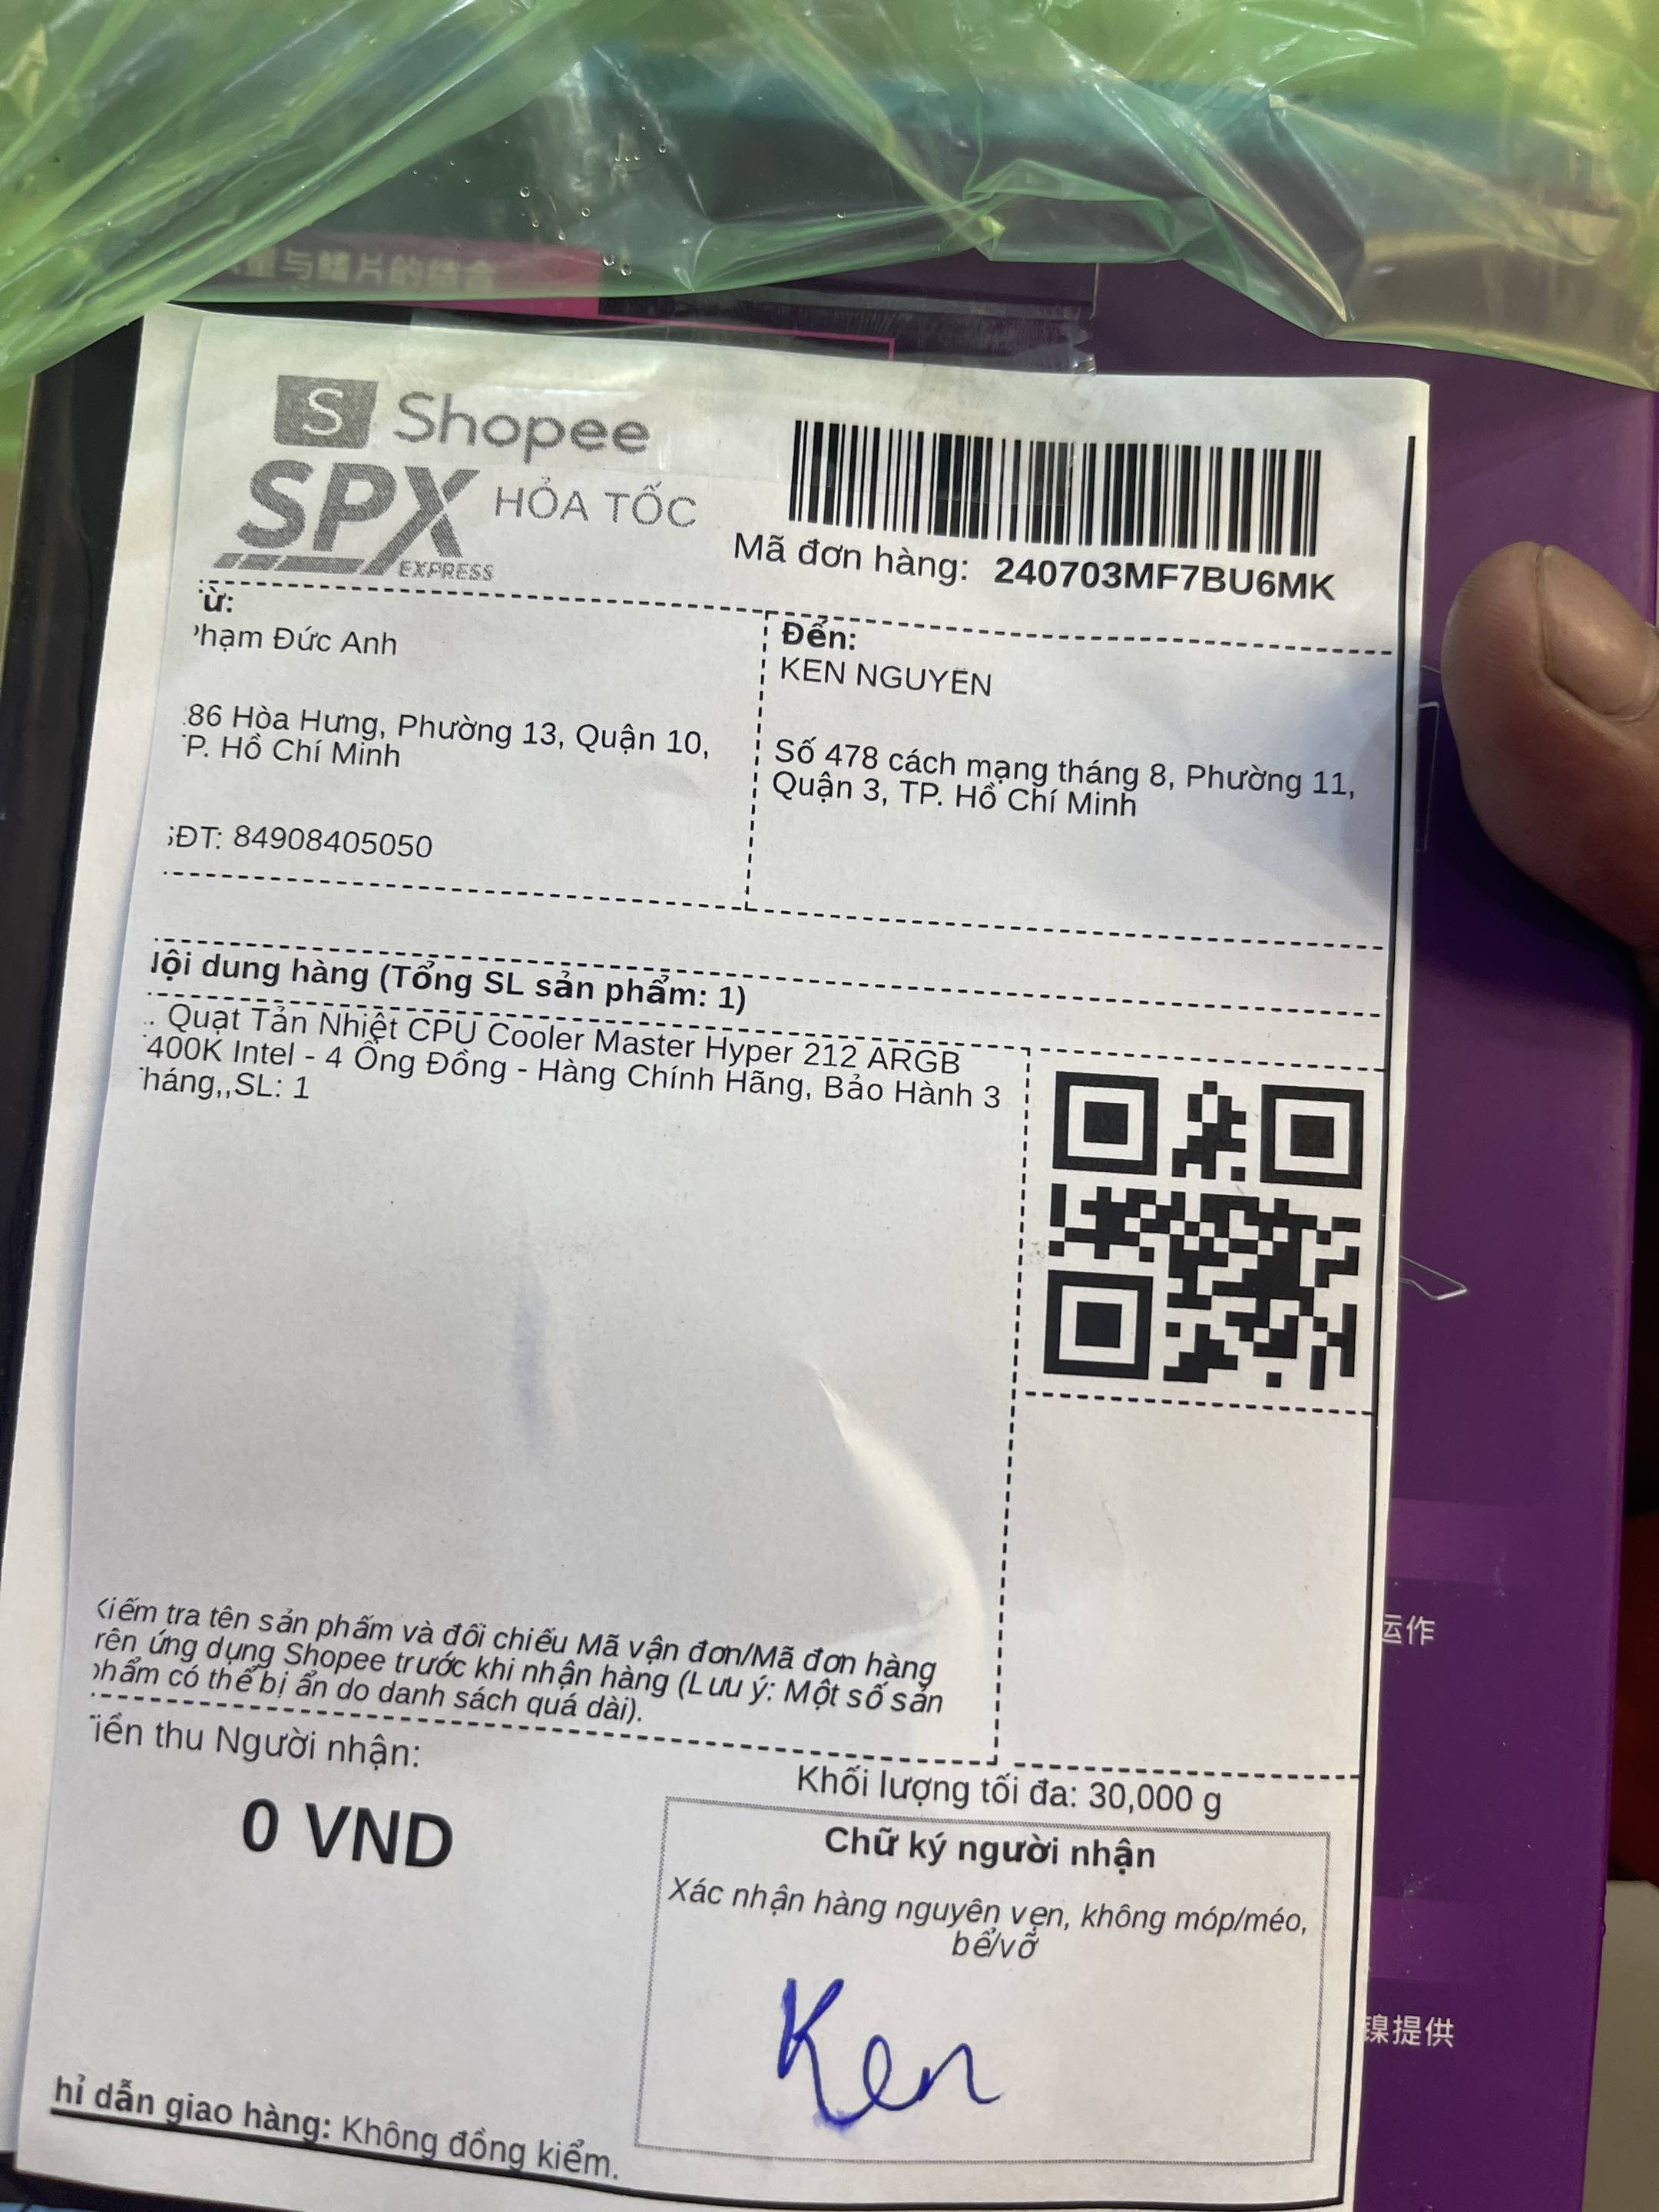 量与鳍片的结合
S Shopee
SPX HỎA TỐC
EXPRESS
Mã đơn hàng: 240703MF7BU6MK
ừ:
hạm Đức Anh
86 Hòa Hưng, Phường 13, Quận 10,
P. Hồ Chí Minh
ĐT: 84908405050
Đến:
KEN NGUYỄN
Số 478 cách mạng tháng 8, Phường 11,
Quận 3, TP. Hồ Chí Minh
ội dung hàng (Tổng SL sản phẩm: 1)
. Quạt Tản Nhiệt CPU Cooler Master Hyper 212 ARGB
400K Intel - 4 Ống Đồng - Hàng Chính Hãng, Bảo Hành 3
háng,,SL: 1
iểm tra tên sản phẩm và đối chiếu Mã vận đơn/Mã đơn hàng
rên ứng dụng Shopee trước khi nhận hàng (Lưu ý: Một số sản
hẩm có thể bị ẩn do danh sách quá dài).
iền thu Người nhận:
0 VND
Khối lượng tối đa: 30,000 g
Chữ ký người nhận
Xác nhận hàng nguyên vẹn, không móp/méo,
bể/vỡ
Ken
hỉ dẫn giao hàng: Không đồng kiểm.
运作
镍提供